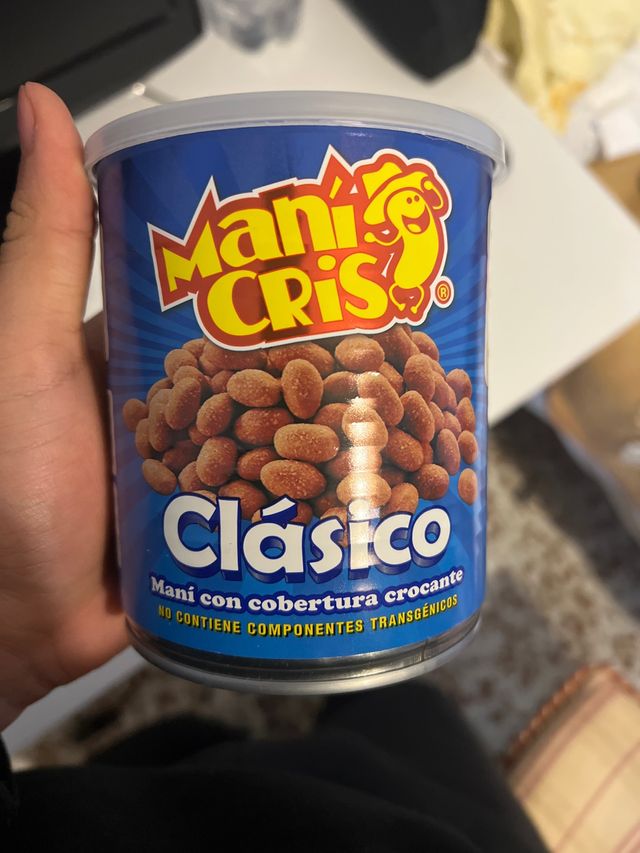 Maní
CRiS
®
Clásico
Maní con cobertura crocante
NO CONTIENE COMPONENTES TRANSGÉNICOS